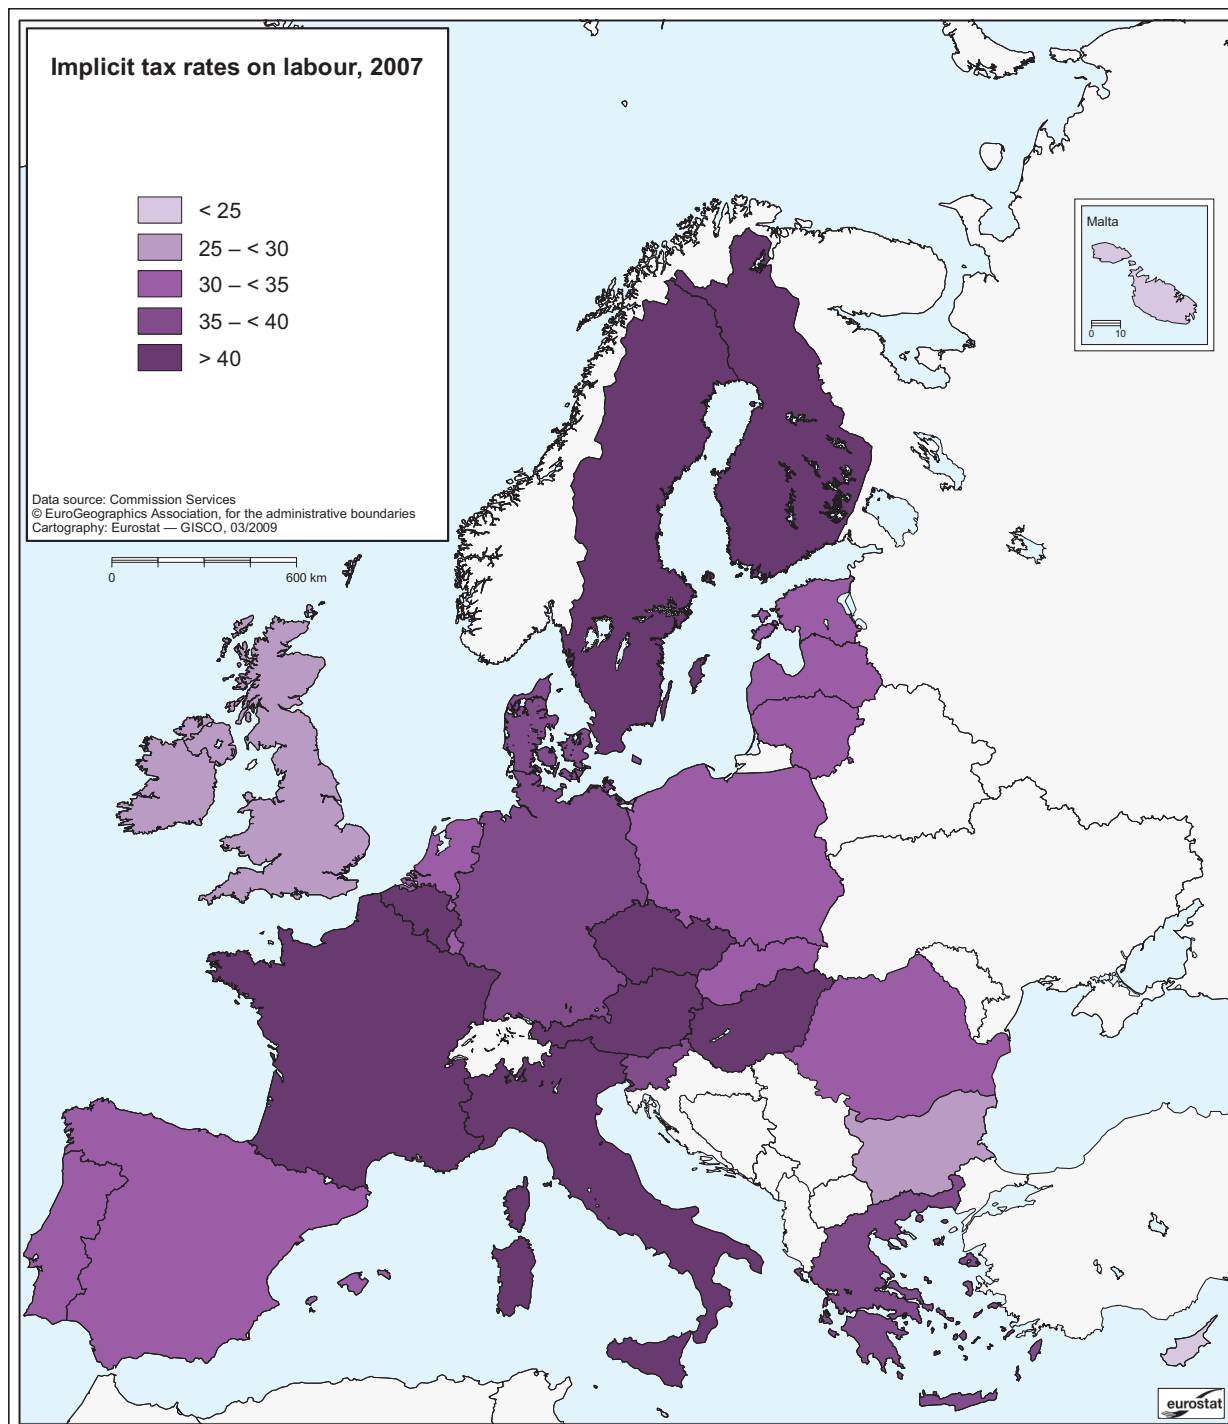 Implicit tax rates on labour, 2007
< 25
25 – < 30
30 – < 35
35 – < 40
> 40
Data source: Commission Services
© EuroGeographics Association, for the administrative boundaries
Cartography: Eurostat — GISCO, 03/2009
0 600 km
Malta
0 10
eurostat